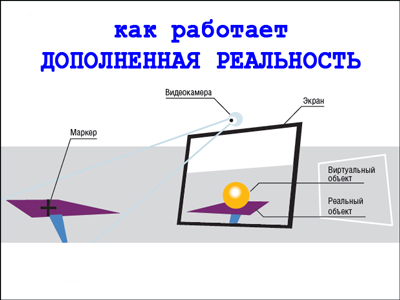 как работает
ДОПОЛНЕННАЯ РЕАЛЬНОСТЬ
Видеокамера
Экран
Маркер
Виртуальный
объект
Реальный
объект